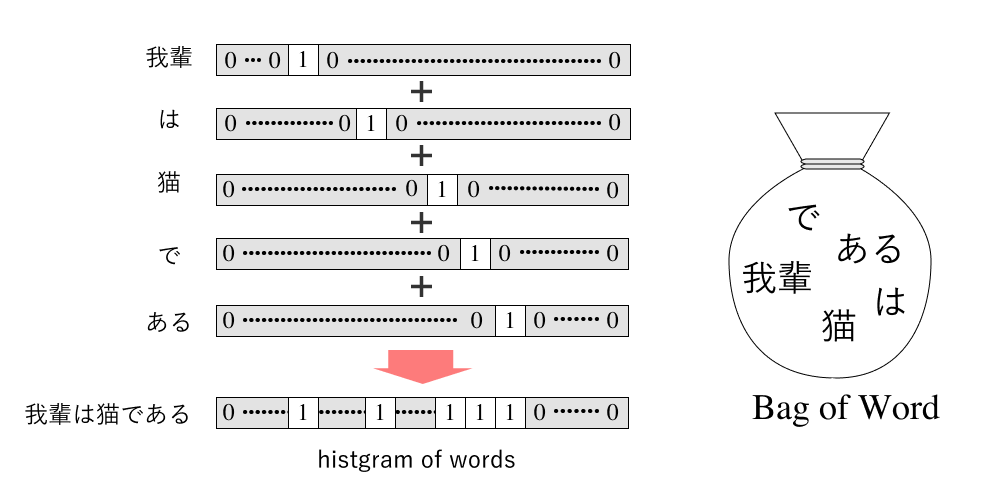 我輩 0 ··· 0 1 0 ······························ 0
+
は 0 ············· 0 1 0 ······················ 0
+
猫 0 ···················· 0 1 0 ············· 0
+
で 0 ························ 0 1 0 ·········· 0
+
ある 0 ··························· 0 1 0 ······· 0
我輩は猫である 0 ······ 1 ······· 1 ······ 1 1 1 0 ······· 0
histgram of words
で
ある
我輩
は
猫
Bag of Word